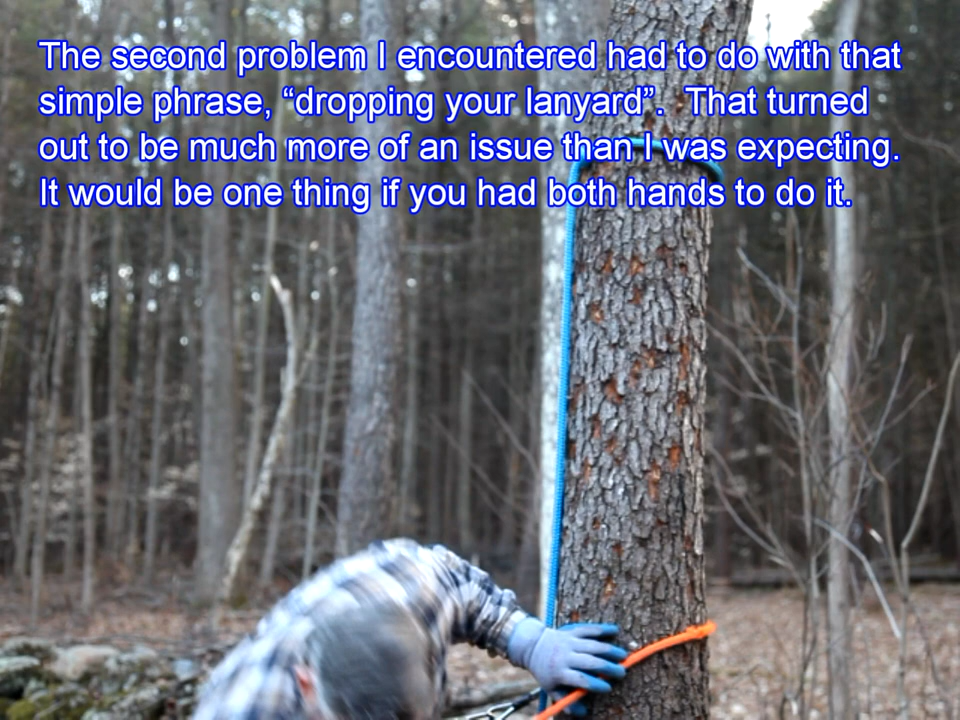 The second problem I encountered had to do with that
simple phrase, “dropping your lanyard”.  That turned
out to be much more of an issue than I was expecting.
It would be one thing if you had both hands to do it.